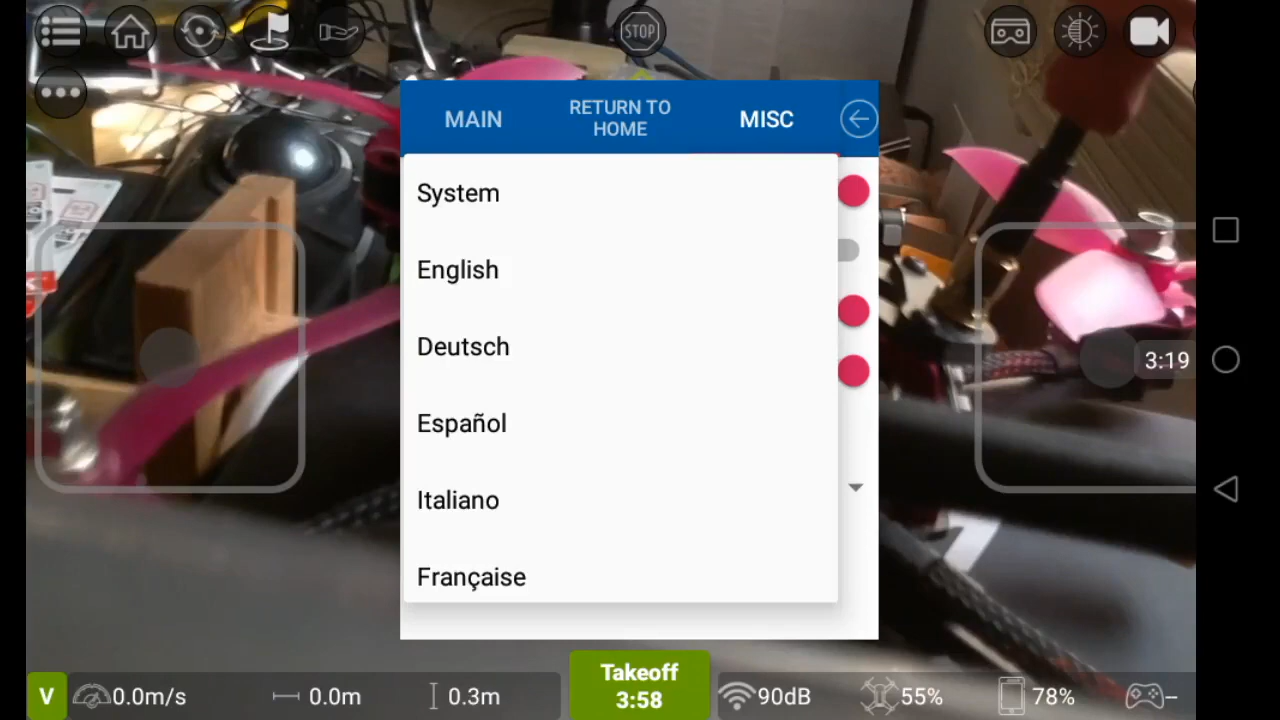 STOP
MAIN
RETURN TO
HOME
MISC
System
English
Deutsch
Español
Italiano
Française
3:19
V
0.0m/s
0.0m
0.3m
Takeoff
3:58
90dB
55%
78%
–